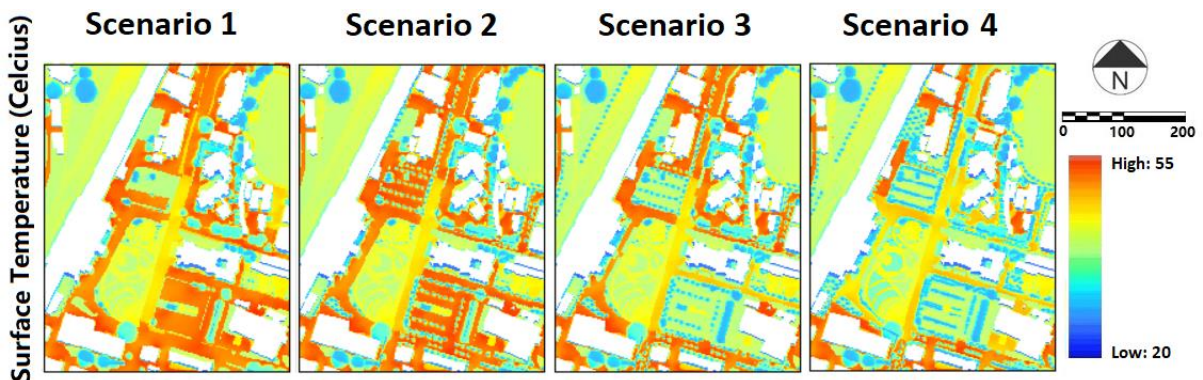 Scenario 1
Scenario 2
Scenario 3
Scenario 4
Surface Temperature (Celcius)
N
0 100 200
High: 55
Low: 20